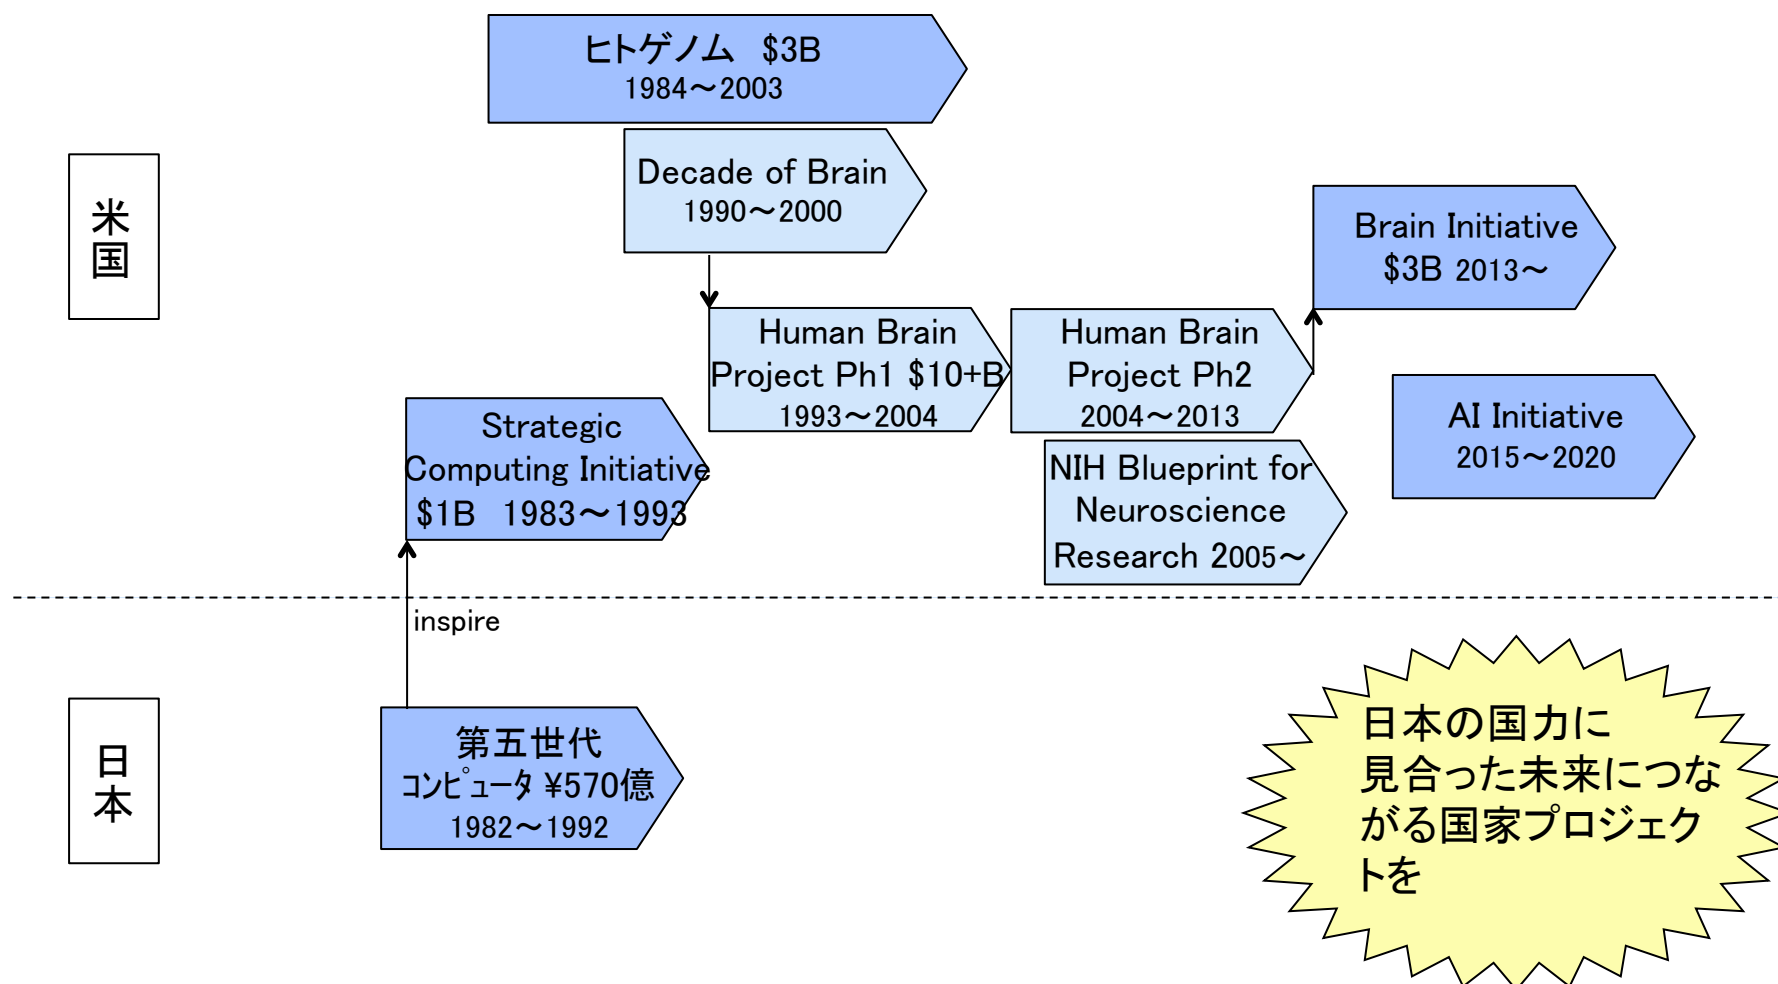 ヒトゲノム $3B
1984～2003
Decade of Brain
1990～2000
米
国
Brain Initiative
$3B 2013～
Human Brain
Project Ph1 $10+B
1993～2004
Human Brain
Project Ph2
2004～2013
AI Initiative
2015～2020
Strategic
Computing Initiative
$1B 1983～1993
NIH Blueprint for
Neuroscience
Research 2005～
inspire
日
本
第五世代
コンピュータ ¥570億
1982～1992
日本の国力に
見合った未来につな
がる国家プロジェク
トを